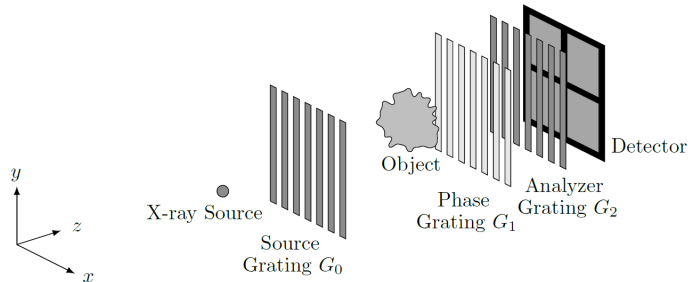 y
z
x
X-ray Source
Source
Grating G₀
Object
Phase
Grating G₁
Analyzer
Grating G₂
Detector